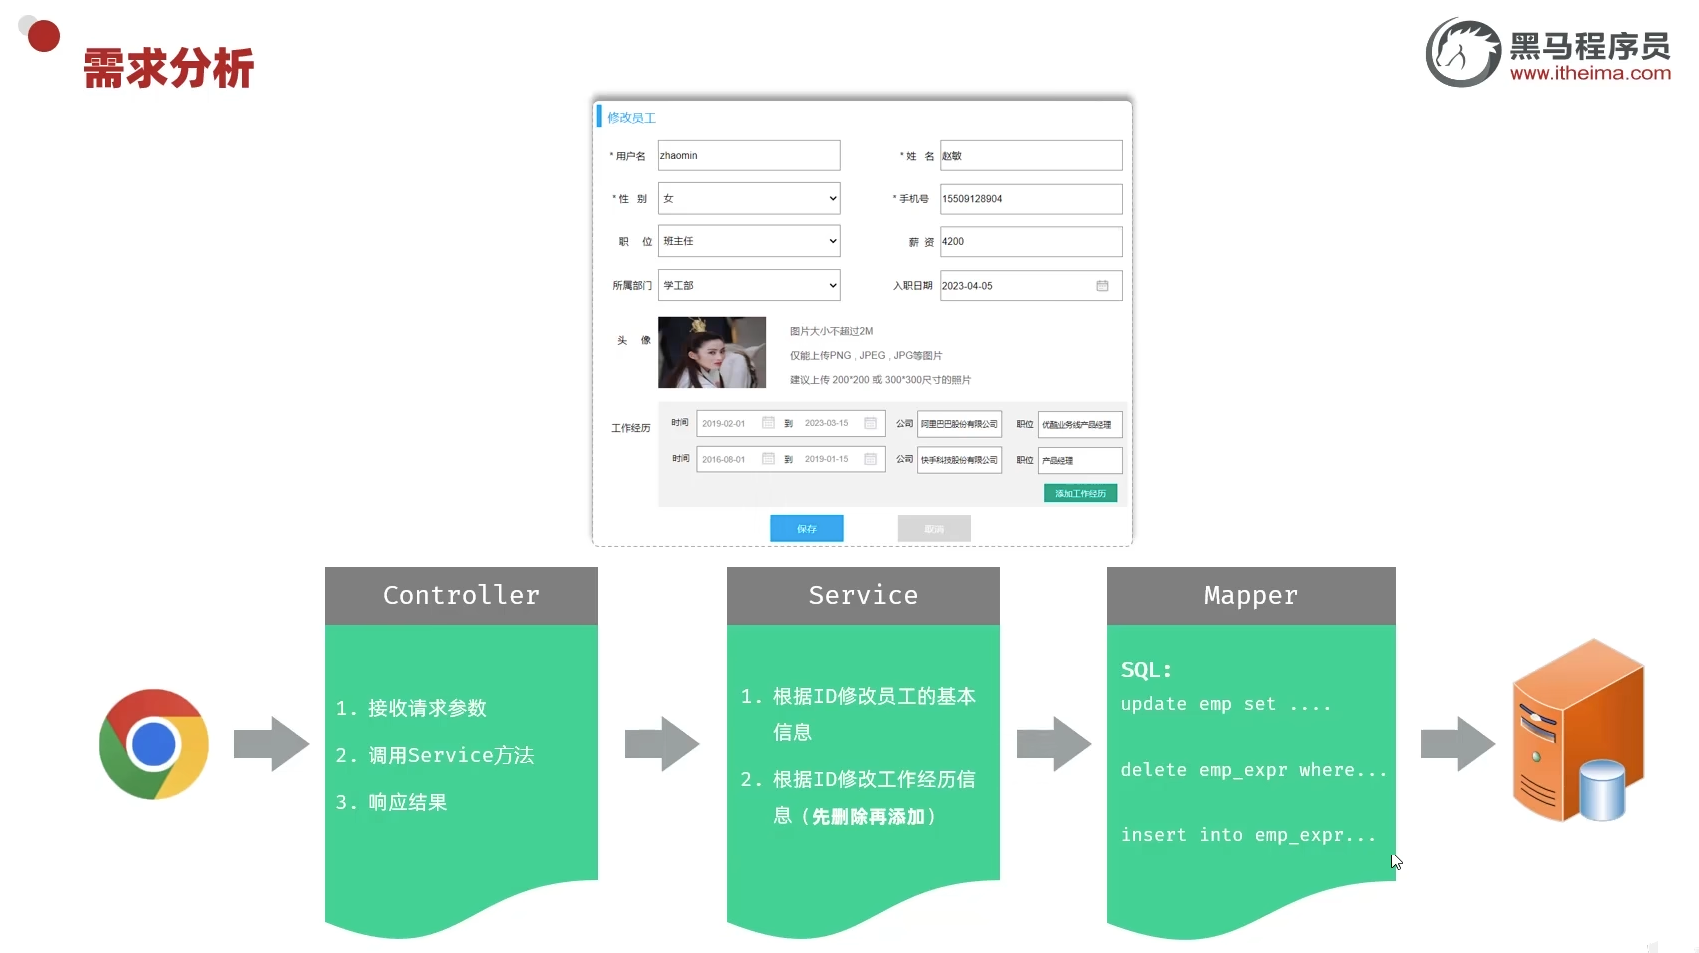 需求分析
黑马程序员
www.itheima.com
修改员工
* 用户名 zhaomin * 姓 名 赵敏
* 性 别 女 * 手机号 15509128904
职 位 班主任 薪 资 4200
所属部门 学工部 入职日期 2023-04-05
头 像
图片大小不超过2M
仅能上传PNG , JPEG , JPG等图片
建议上传 200*200 或 300*300尺寸的照片
工作经历
时间 2019-02-01 到 2023-03-15 公司 阿里巴巴股份有限公司 职位 优酷业务线产品经理
时间 2016-08-01 到 2019-01-15 公司 快手科技股份有限公司 职位 产品经理
添加工作经历
保存 取消
Controller
1. 接收请求参数
2. 调用Service方法
3. 响应结果
Service
1. 根据ID修改员工的基本
信息
2. 根据ID修改工作经历信
息（先删除再添加）
Mapper
SQL:
update emp set ....
delete emp_expr where...
insert into emp_expr...